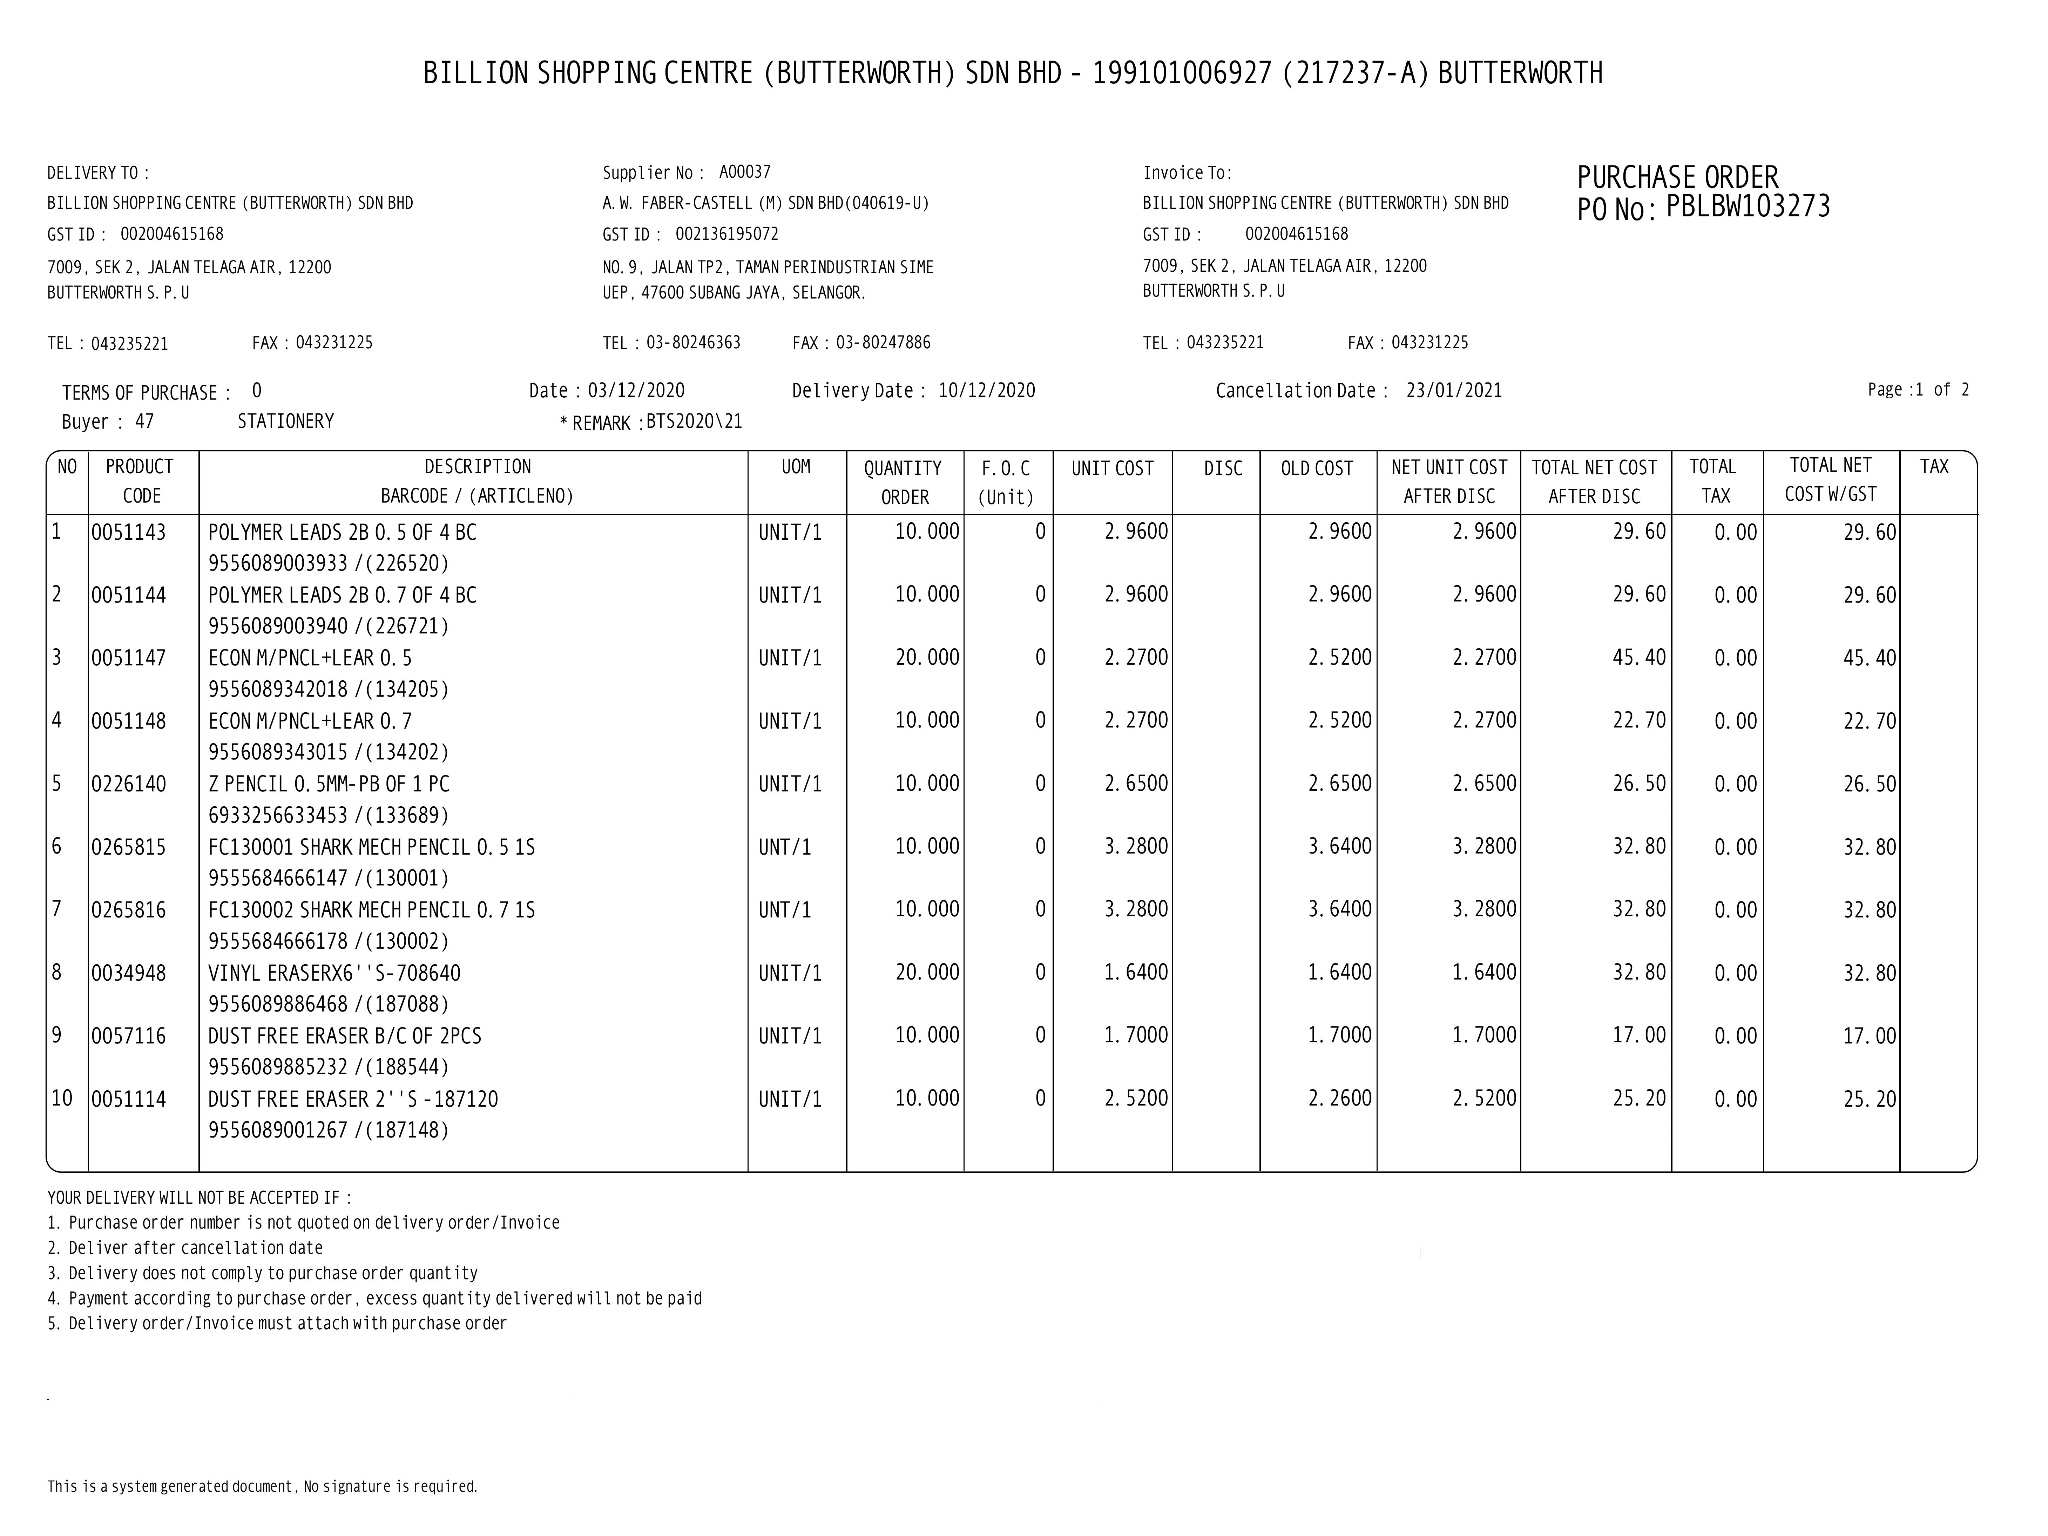 BILLION SHOPPING CENTRE (BUTTERWORTH) SDN BHD - 199101006927 (217237-A) BUTTERWORTH
DELIVERY TO :
BILLION SHOPPING CENTRE (BUTTERWORTH) SDN BHD
GST ID : 002004615168
7009, SEK 2, JALAN TELAGA AIR, 12200
BUTTERWORTH S.P.U
TEL : 043235221 FAX : 043231225
Supplier No : A00037
A.W. FABER-CASTELL (M) SDN BHD(040619-U)
GST ID : 002136195072
NO.9, JALAN TP2, TAMAN PERINDUSTRIAN SIME
UEP, 47600 SUBANG JAYA, SELANGOR.
TEL : 03-80246363 FAX : 03-80247886
Invoice To:
BILLION SHOPPING CENTRE (BUTTERWORTH) SDN BHD
GST ID : 002004615168
7009, SEK 2, JALAN TELAGA AIR, 12200
BUTTERWORTH S.P.U
TEL : 043235221 FAX : 043231225
PURCHASE ORDER
PO No: PBLBW103273
TERMS OF PURCHASE : 0 Date : 03/12/2020 Delivery Date : 10/12/2020 Cancellation Date : 23/01/2021 Page :1 of 2
Buyer : 47 STATIONERY * REMARK :BTS2020\21
NO PRODUCT DESCRIPTION UOM QUANTITY F.O.C UNIT COST DISC OLD COST NET UNIT COST TOTAL NET COST TOTAL TOTAL NET TAX
CODE BARCODE / (ARTICLENO) ORDER (Unit) AFTER DISC AFTER DISC TAX COST W/GST
1 0051143 POLYMER LEADS 2B 0.5 OF 4 BC UNIT/1 10.000 0 2.9600 2.9600 2.9600 29.60 0.00 29.60
9556089003933 /(226520)
2 0051144 POLYMER LEADS 2B 0.7 OF 4 BC UNIT/1 10.000 0 2.9600 2.9600 2.9600 29.60 0.00 29.60
9556089003940 /(226721)
3 0051147 ECON M/PNCL+LEAR 0.5 UNIT/1 20.000 0 2.2700 2.5200 2.2700 45.40 0.00 45.40
9556089342018 /(134205)
4 0051148 ECON M/PNCL+LEAR 0.7 UNIT/1 10.000 0 2.2700 2.5200 2.2700 22.70 0.00 22.70
9556089343015 /(134202)
5 0226140 Z PENCIL 0.5MM-PB OF 1 PC UNIT/1 10.000 0 2.6500 2.6500 2.6500 26.50 0.00 26.50
6933256633453 /(133689)
6 0265815 FC130001 SHARK MECH PENCIL 0.5 1S UNT/1 10.000 0 3.2800 3.6400 3.2800 32.80 0.00 32.80
9555684666147 /(130001)
7 0265816 FC130002 SHARK MECH PENCIL 0.7 1S UNT/1 10.000 0 3.2800 3.6400 3.2800 32.80 0.00 32.80
9555684666178 /(130002)
8 0034948 VINYL ERASERX6''S-708640 UNIT/1 20.000 0 1.6400 1.6400 1.6400 32.80 0.00 32.80
9556089886468 /(187088)
9 0057116 DUST FREE ERASER B/C OF 2PCS UNIT/1 10.000 0 1.7000 1.7000 1.7000 17.00 0.00 17.00
9556089885232 /(188544)
10 0051114 DUST FREE ERASER 2''S -187120 UNIT/1 10.000 0 2.5200 2.2600 2.5200 25.20 0.00 25.20
9556089001267 /(187148)
YOUR DELIVERY WILL NOT BE ACCEPTED IF :
1. Purchase order number is not quoted on delivery order/Invoice
2. Deliver after cancellation date
3. Delivery does not comply to purchase order quantity
4. Payment according to purchase order, excess quantity delivered will not be paid
5. Delivery order/Invoice must attach with purchase order
This is a system generated document, No signature is required.